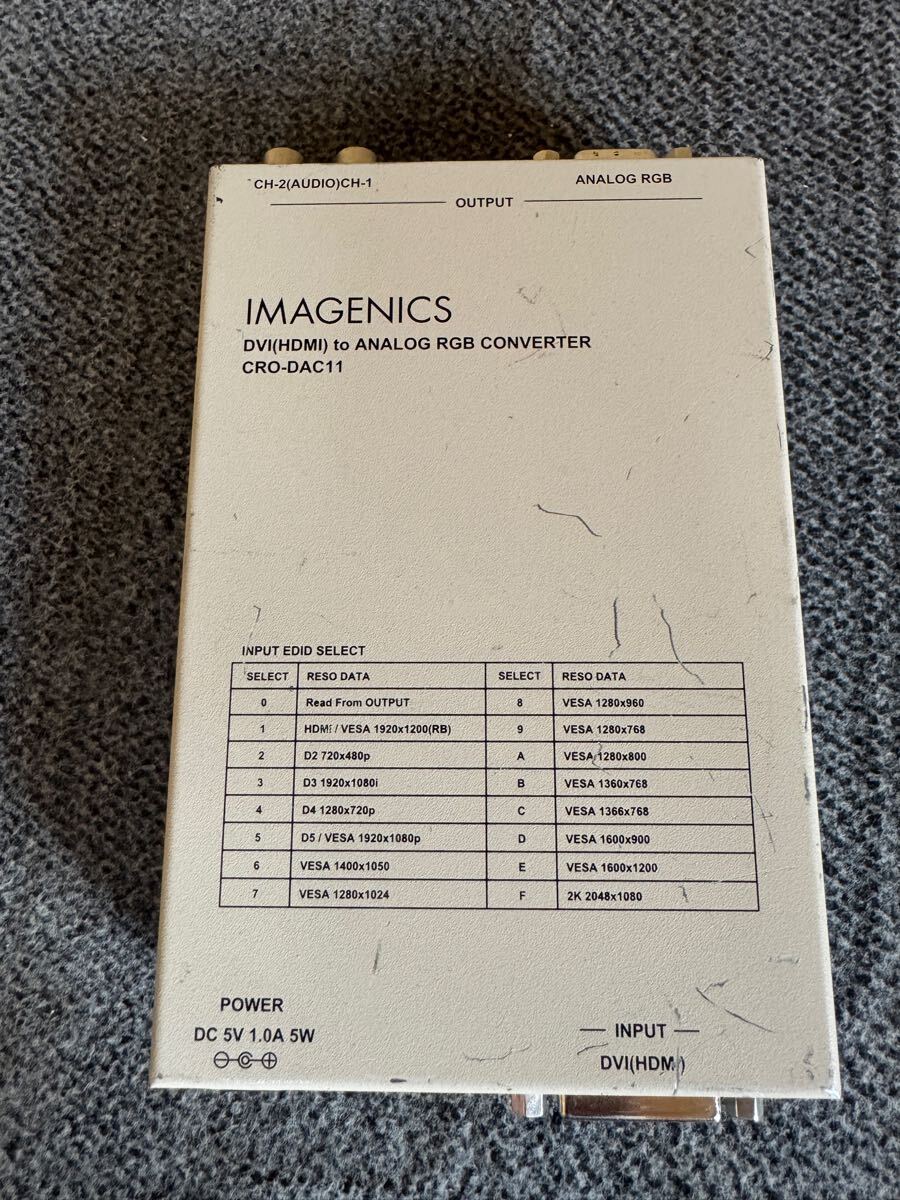 CH-2(AUDIO)CH-1 ANALOG RGB
OUTPUT
IMAGENICS
DVI(HDMI) to ANALOG RGB CONVERTER
CRO-DAC11
INPUT EDID SELECT
SELECT RESO DATA SELECT RESO DATA
0 Read From OUTPUT 8 VESA 1280x960
1 HDMI / VESA 1920x1200(RB) 9 VESA 1280x768
2 D2 720x480p A VESA 1280x800
3 D3 1920x1080i B VESA 1360x768
4 D4 1280x720p C VESA 1366x768
5 D5 / VESA 1920x1080p D VESA 1600x900
6 VESA 1400x1050 E VESA 1600x1200
7 VESA 1280x1024 F 2K 2048x1080
POWER
DC 5V 1.0A 5W
INPUT
DVI(HDMI)